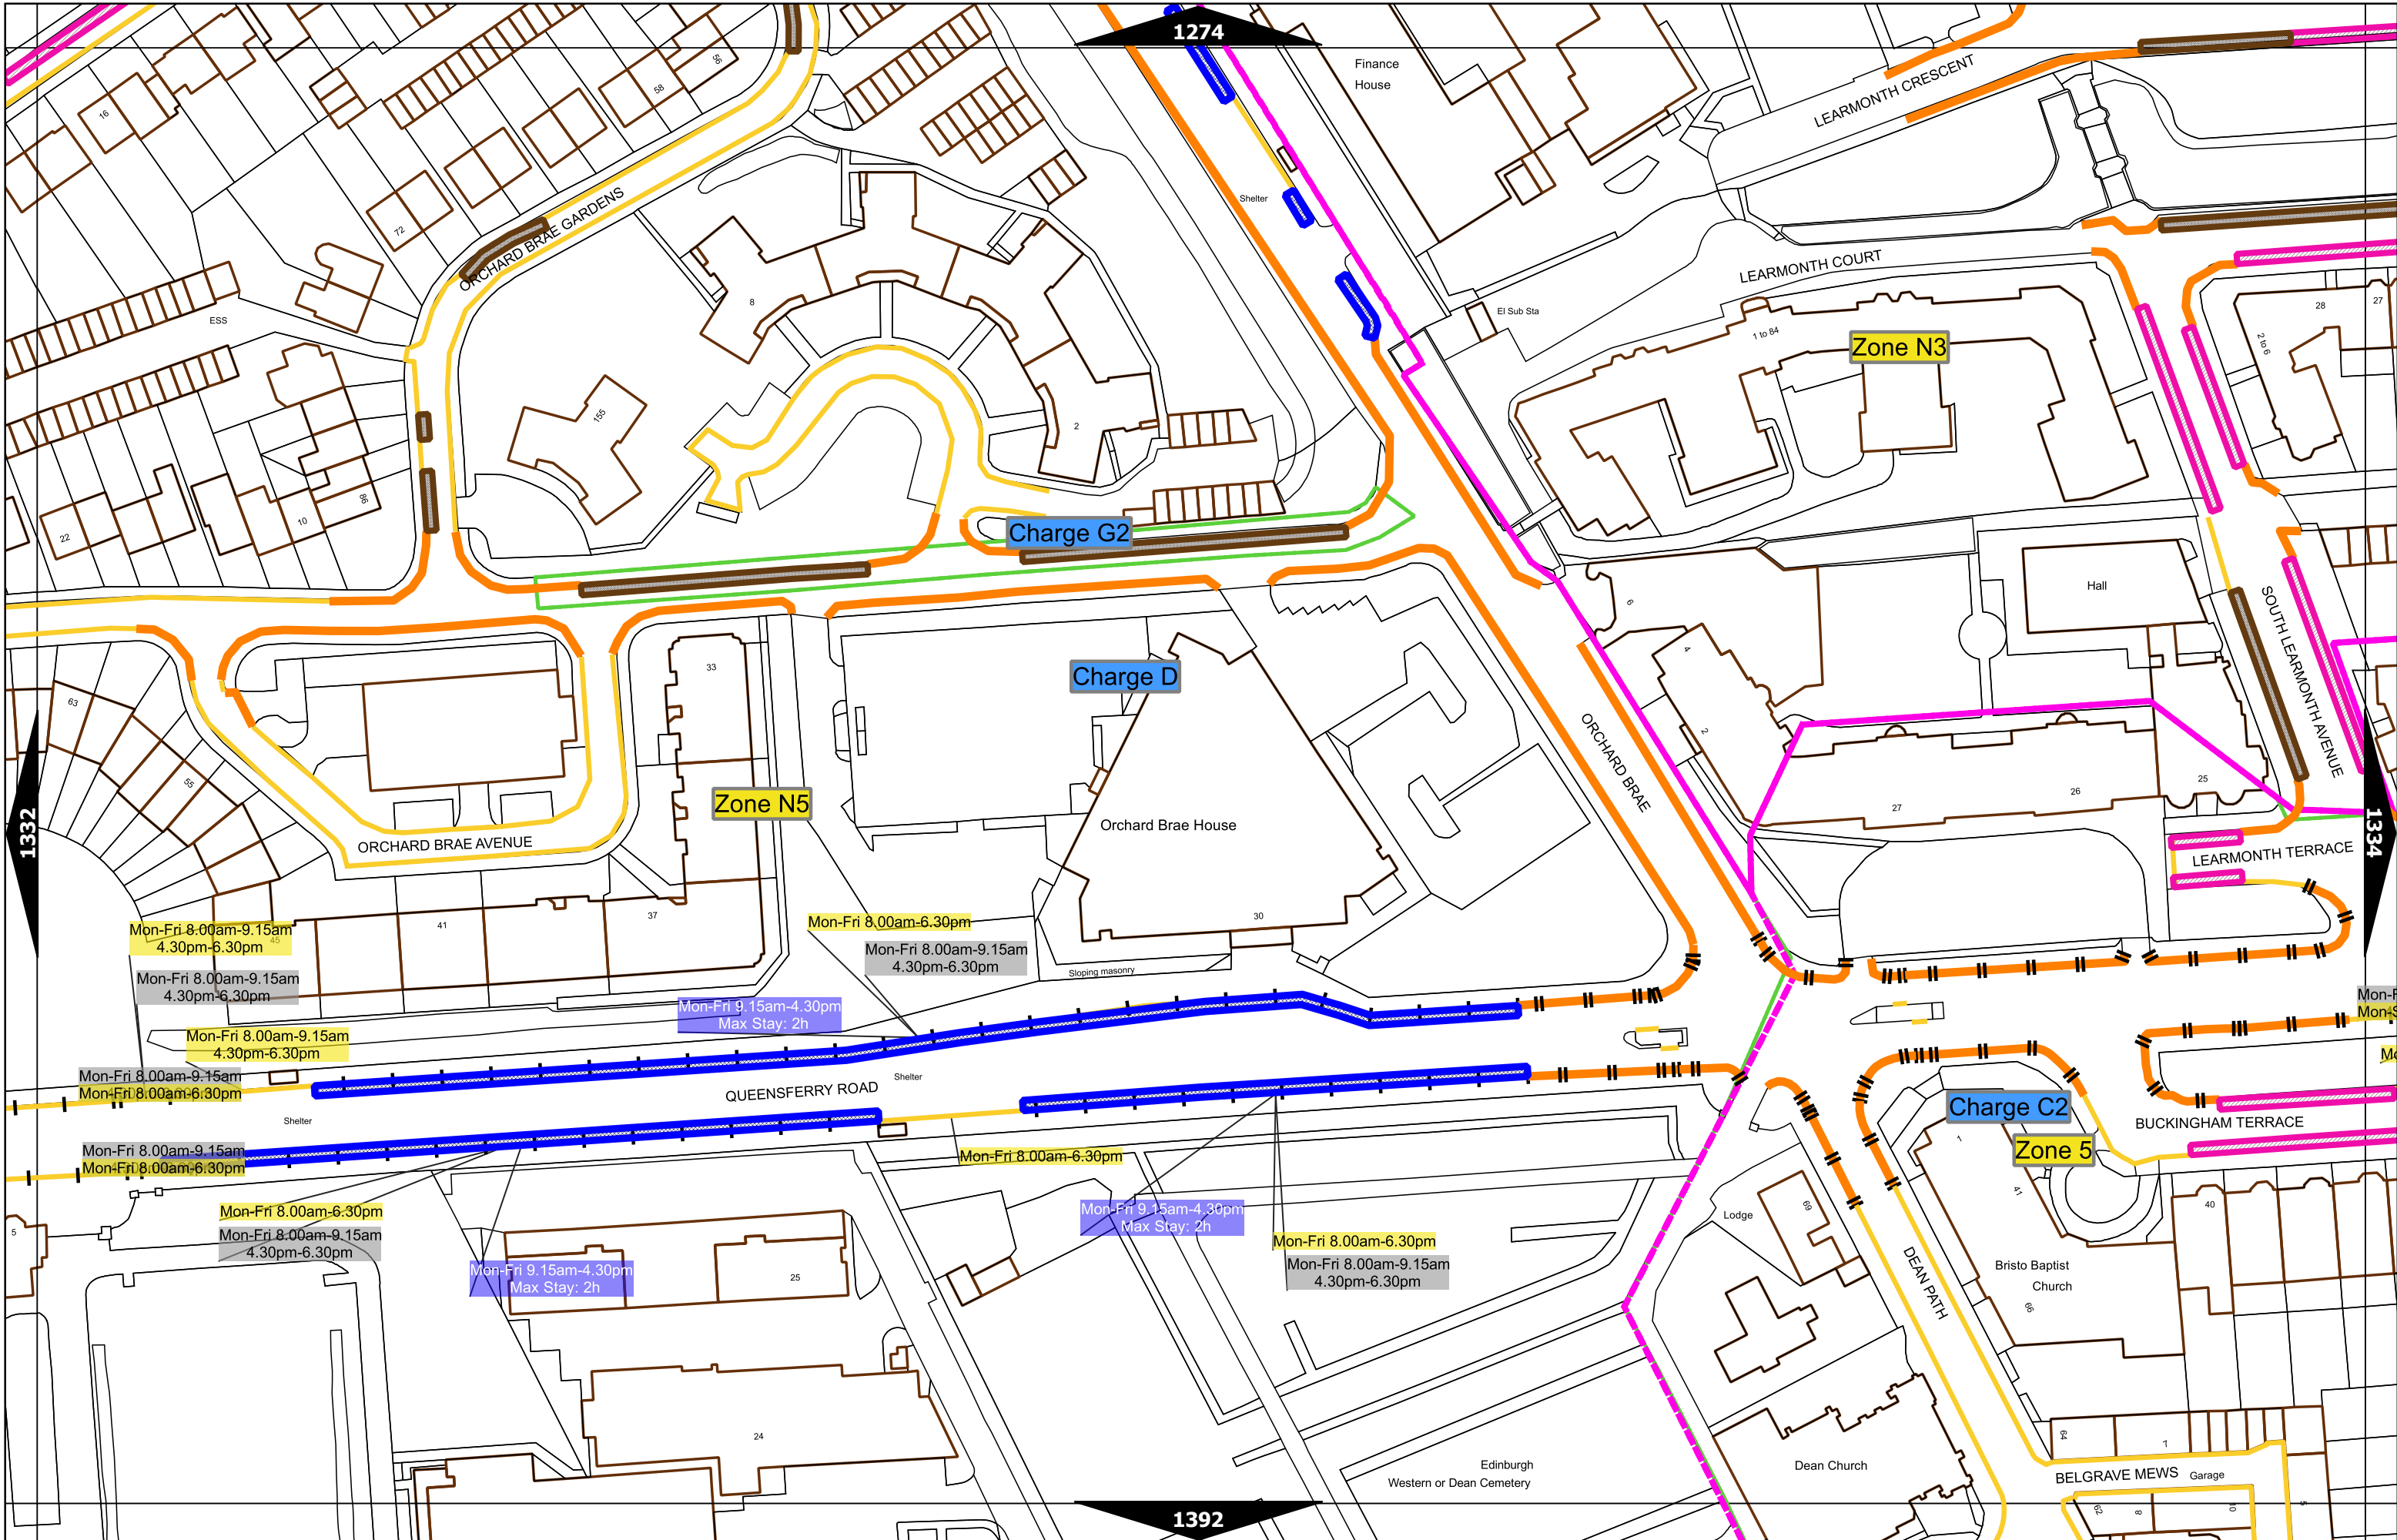 1274
Finance
House
LEARMONTH CRESCENT
16
58
56
72
ORCHARD BRAE GARDENS
Shelter
LEARMONTH COURT
ESS
8
El Sub Sta
1 to 84
Zone N3
28
27
2 to 6
155
2
86
10
22
Charge G2
Hall
6
SOUTH LEARMONTH AVENUE
33
63
Charge D
4
2
ORCHARD BRAE
55
Zone N5
25
26
27
Orchard Brae House
1332
1334
ORCHARD BRAE AVENUE
LEARMONTH TERRACE
41
37
30
45
Mon-Fri 8.00am-9.15am
4.30pm-6.30pm
Mon-Fri 8.00am-6.30pm
Mon-Fri 8.00am-9.15am
4.30pm-6.30pm
Sloping masonry
Mon-Fri 8.00am-9.15am
4.30pm-6.30pm
Mon-Fri 9.15am-4.30pm
Max Stay: 2h
Mon-Fri 8.00am-9.15am
4.30pm-6.30pm
Mon-Fri 8.00am-9.15am
Mon-Fri 8.00am-6.30pm
Shelter
QUEENSFERRY ROAD
Shelter
Charge C2
BUCKINGHAM TERRACE
Zone 5
1
41
40
Mon-Fri 8.00am-9.15am
Mon-Fri 8.00am-6.30pm
Mon-Fri 8.00am-6.30pm
Mon-Fri 8.00am-6.30pm
Mon-Fri 8.00am-9.15am
4.30pm-6.30pm
5
Mon-Fri 9.15am-4.30pm
Max Stay: 2h
Lodge
69
Mon-Fri 8.00am-6.30pm
Mon-Fri 8.00am-9.15am
4.30pm-6.30pm
Mon-Fri 9.15am-4.30pm
Max Stay: 2h
25
DEAN PATH
Bristo Baptist
Church
66
24
64
7
Edinburgh
Western or Dean Cemetery
Dean Church
BELGRAVE MEWS
Garage
62
8
10
5
1392